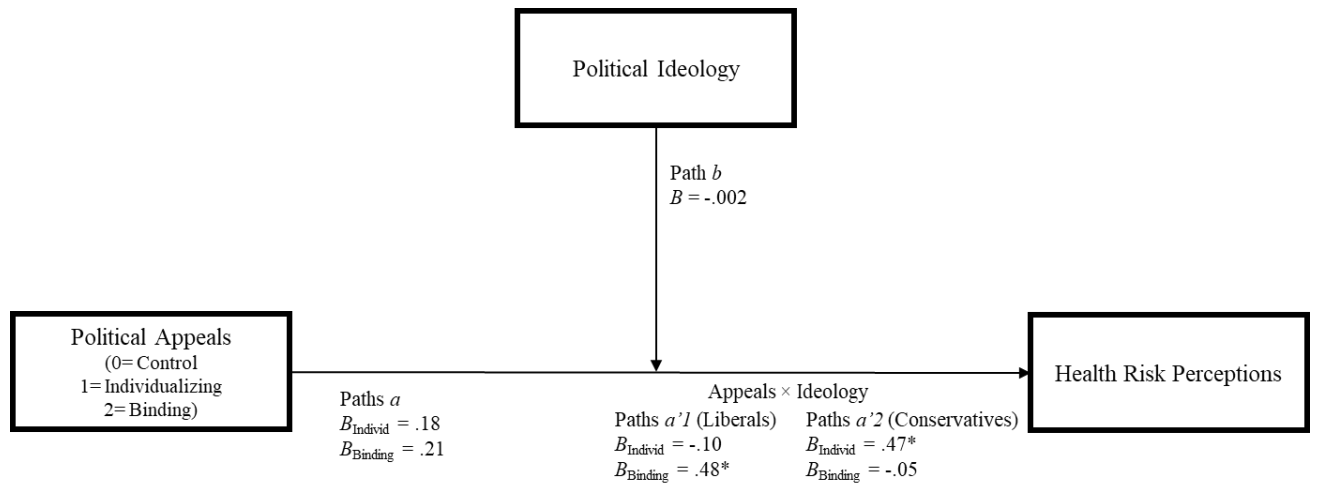 Political Ideology
Path b
B = -.002
Political Appeals
(0= Control
1= Individualizing
2= Binding)
Health Risk Perceptions
Paths a
BIndivid = .18
BBinding = .21
Appeals × Ideology
Paths a’1 (Liberals)
BIndivid = -.10
BBinding = .48*
Paths a’2 (Conservatives)
BIndivid = .47*
BBinding = -.05